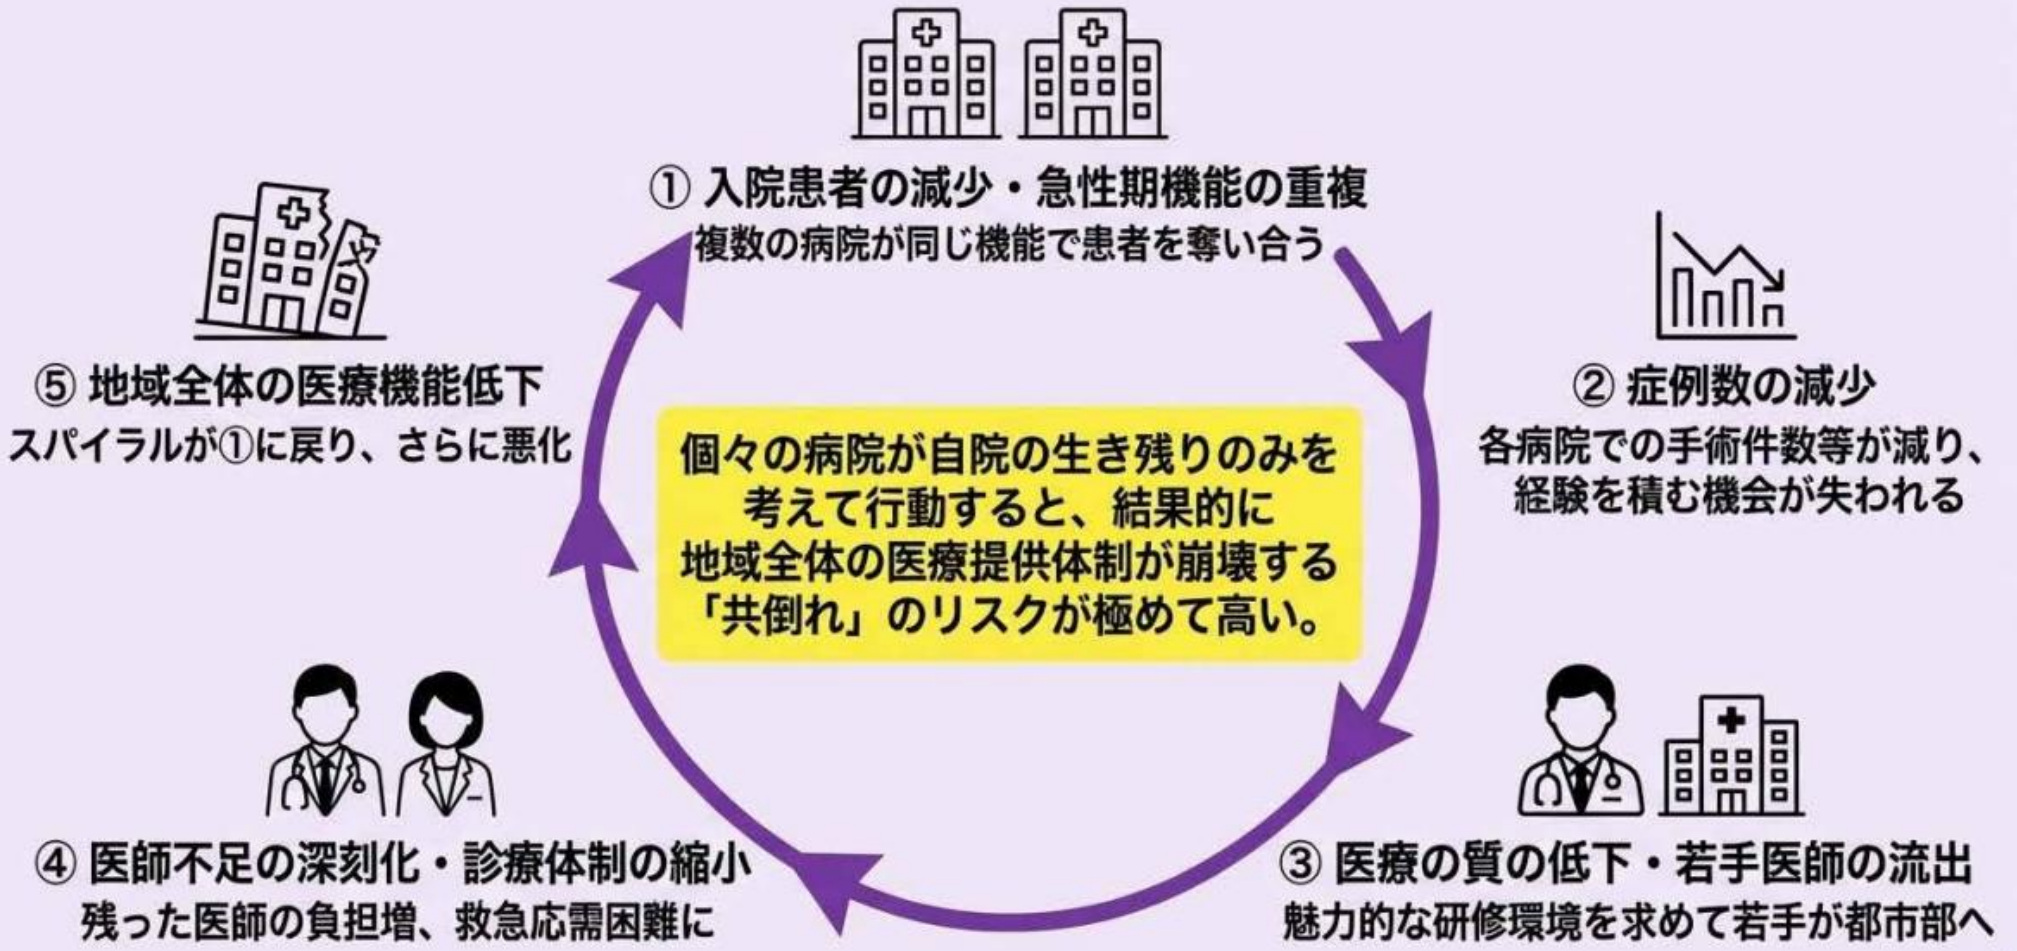 ① 入院患者の減少・急性期機能の重複
複数の病院が同じ機能で患者を奪い合う
② 症例数の減少
各病院での手術件数等が減り、
経験を積む機会が失われる
③ 医療の質の低下・若手医師の流出
魅力的な研修環境を求めて若手が都市部へ
④ 医師不足の深刻化・診療体制の縮小
残った医師の負担増、救急応需困難に
⑤ 地域全体の医療機能低下
スパイラルが①に戻り、さらに悪化
個々の病院が自院の生き残りのみを
考えて行動すると、結果的に
地域全体の医療提供体制が崩壊する
「共倒れ」のリスクが極めて高い。